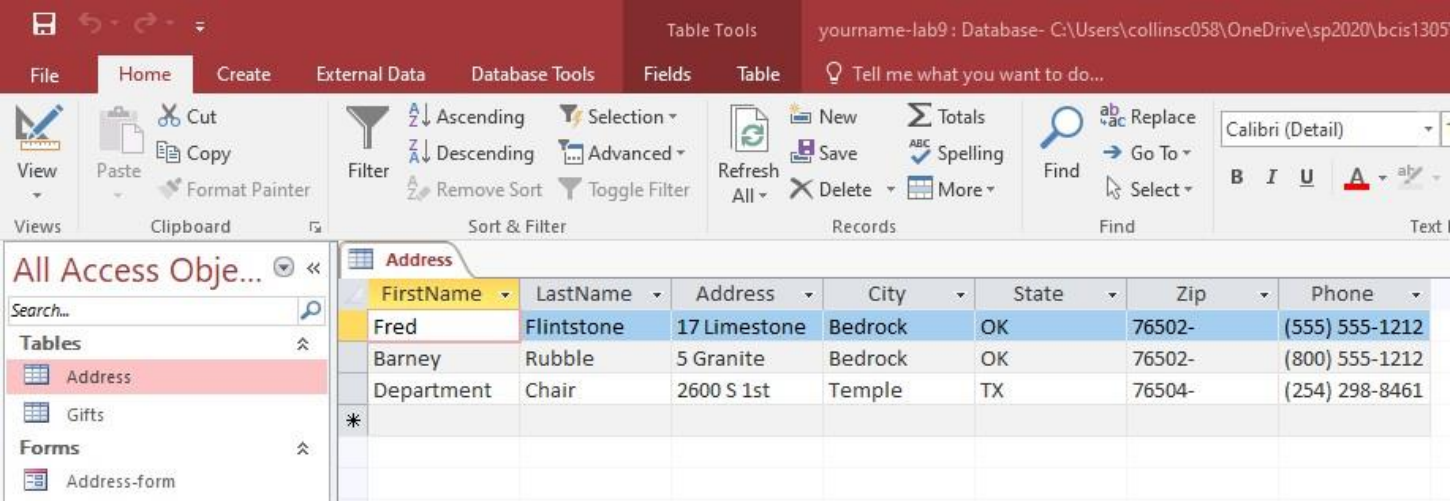 Table Tools yourname-lab9 : Database- C:\Users\collinsc058\OneDrive\sp2020\bcis1305
File Home Create External Data Database Tools Fields Table Tell me what you want to do...
View
Paste
Cut
Copy
Format Painter
Filter
Ascending
Descending
Remove Sort
Selection
Advanced
Toggle Filter
Refresh
All
New
Save
Delete
Totals
Spelling
More
Find
Replace
Go To
Select
Calibri (Detail)
B I U A
Views Clipboard Sort & Filter Records Find Text
All Access Obje...
Search...
Tables
Address
Gifts
Forms
Address-form
Address
FirstName LastName Address City State Zip Phone
Fred Flintstone 17 Limestone Bedrock OK 76502- (555) 555-1212
Barney Rubble 5 Granite Bedrock OK 76502- (800) 555-1212
Department Chair 2600 S 1st Temple TX 76504- (254) 298-8461